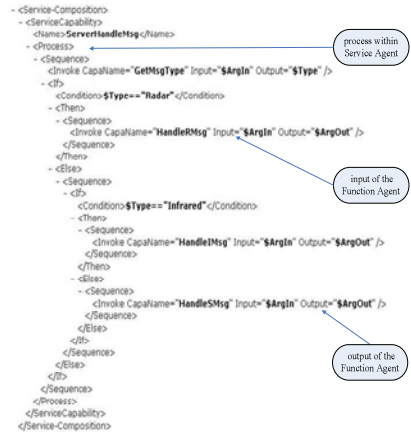 - <Service-Composition>
- <ServiceCapability>
<Name>ServerHandleMsg</Name>
- <Process>
- <Sequence>
<Invoke CapaName="GetMsgType" Input="$ArgIn" Output="$Type" />
- <If>
<Condition>$Type=="Radar"</Condition>
- <Then>
- <Sequence>
<Invoke CapaName="HandleRMsg" Input="$ArgIn" Output="$ArgOut" />
</Sequence>
</Then>
- <Else>
- <Sequence>
- <If>
<Condition>$Type=="Infrared"</Condition>
- <Then>
- <Sequence>
<Invoke CapaName="HandleIMsg" Input="$ArgIn" Output="$ArgOut" />
</Sequence>
</Then>
- <Else>
- <Sequence>
<Invoke CapaName="HandleSMsg" Input="$ArgIn" Output="$ArgOut" />
</Sequence>
</Else>
</If>
</Sequence>
</Else>
</If>
</Sequence>
</Process>
</ServiceCapability>
</Service-Composition>
process within
Service Agent
input of the
Function Agent
output of the
Function Agent